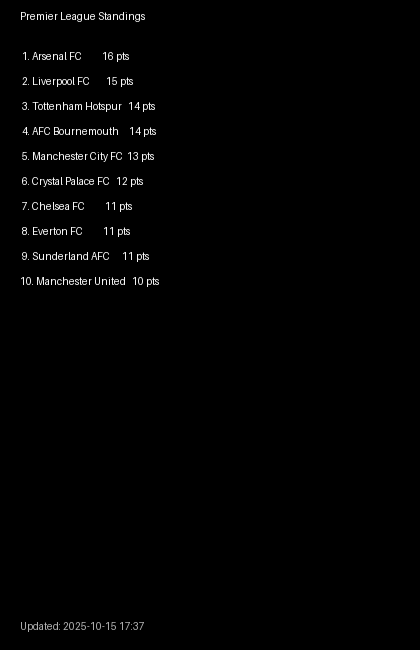 Premier League Standings
1. Arsenal FC 16 pts
2. Liverpool FC 15 pts
3. Tottenham Hotspur 14 pts
4. AFC Bournemouth 14 pts
5. Manchester City FC 13 pts
6. Crystal Palace FC 12 pts
7. Chelsea FC 11 pts
8. Everton FC 11 pts
9. Sunderland AFC 11 pts
10. Manchester United 10 pts
Updated: 2025-10-15 17:37